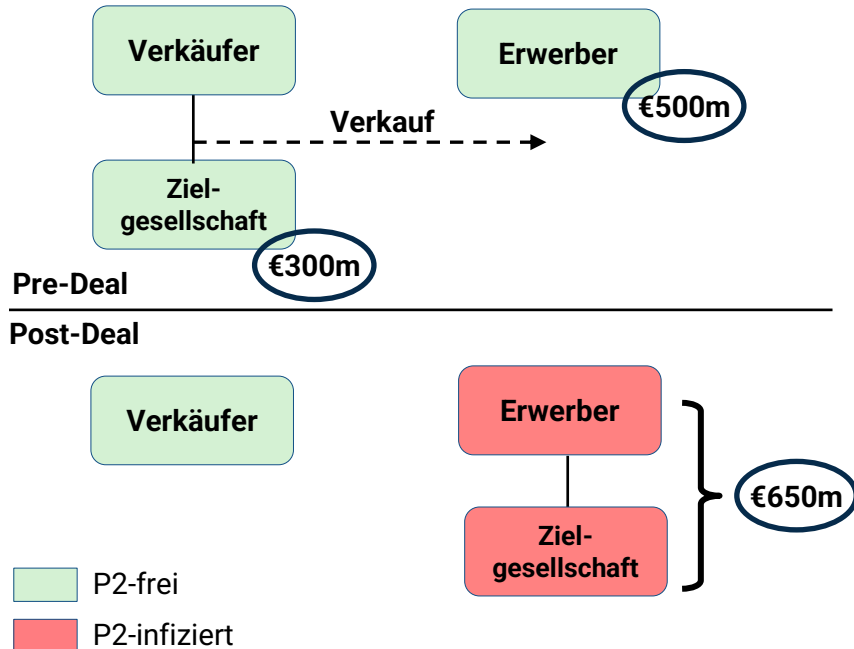 Verkäufer
Erwerber
€500m
Verkauf
Ziel-
gesellschaft
€300m
Pre-Deal
Post-Deal
Verkäufer
Erwerber
€650m
Ziel-
gesellschaft
P2-frei
P2-infiziert